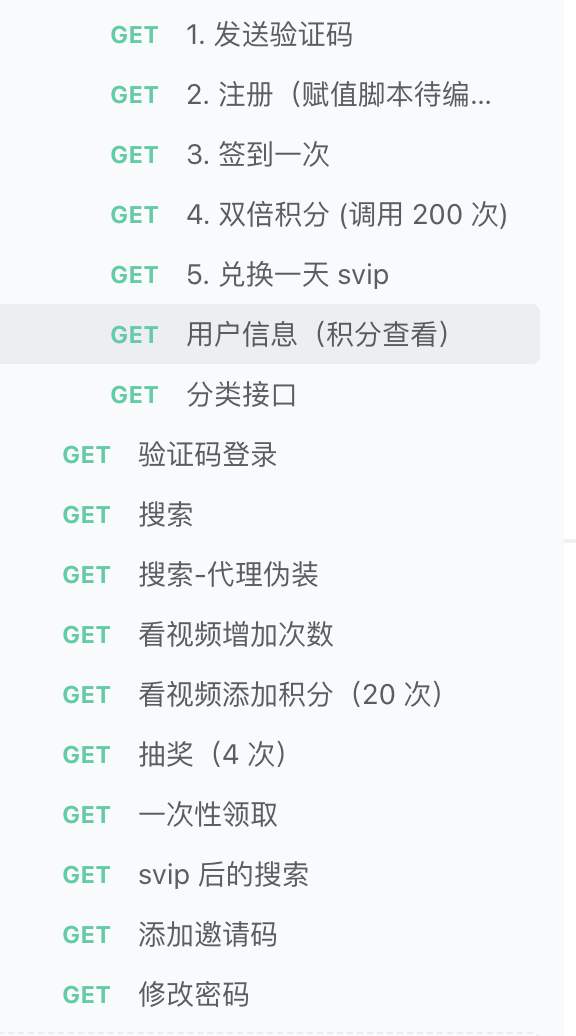 GET 1. 发送验证码
GET 2. 注册（赋值脚本待编...
GET 3. 签到一次
GET 4. 双倍积分 (调用 200 次)
GET 5. 兑换一天 svip
GET 用户信息（积分查看）
GET 分类接口
GET 验证码登录
GET 搜索
GET 搜索-代理伪装
GET 看视频增加次数
GET 看视频添加积分（20 次）
GET 抽奖（4 次）
GET 一次性领取
GET svip 后的搜索
GET 添加邀请码
GET 修改密码